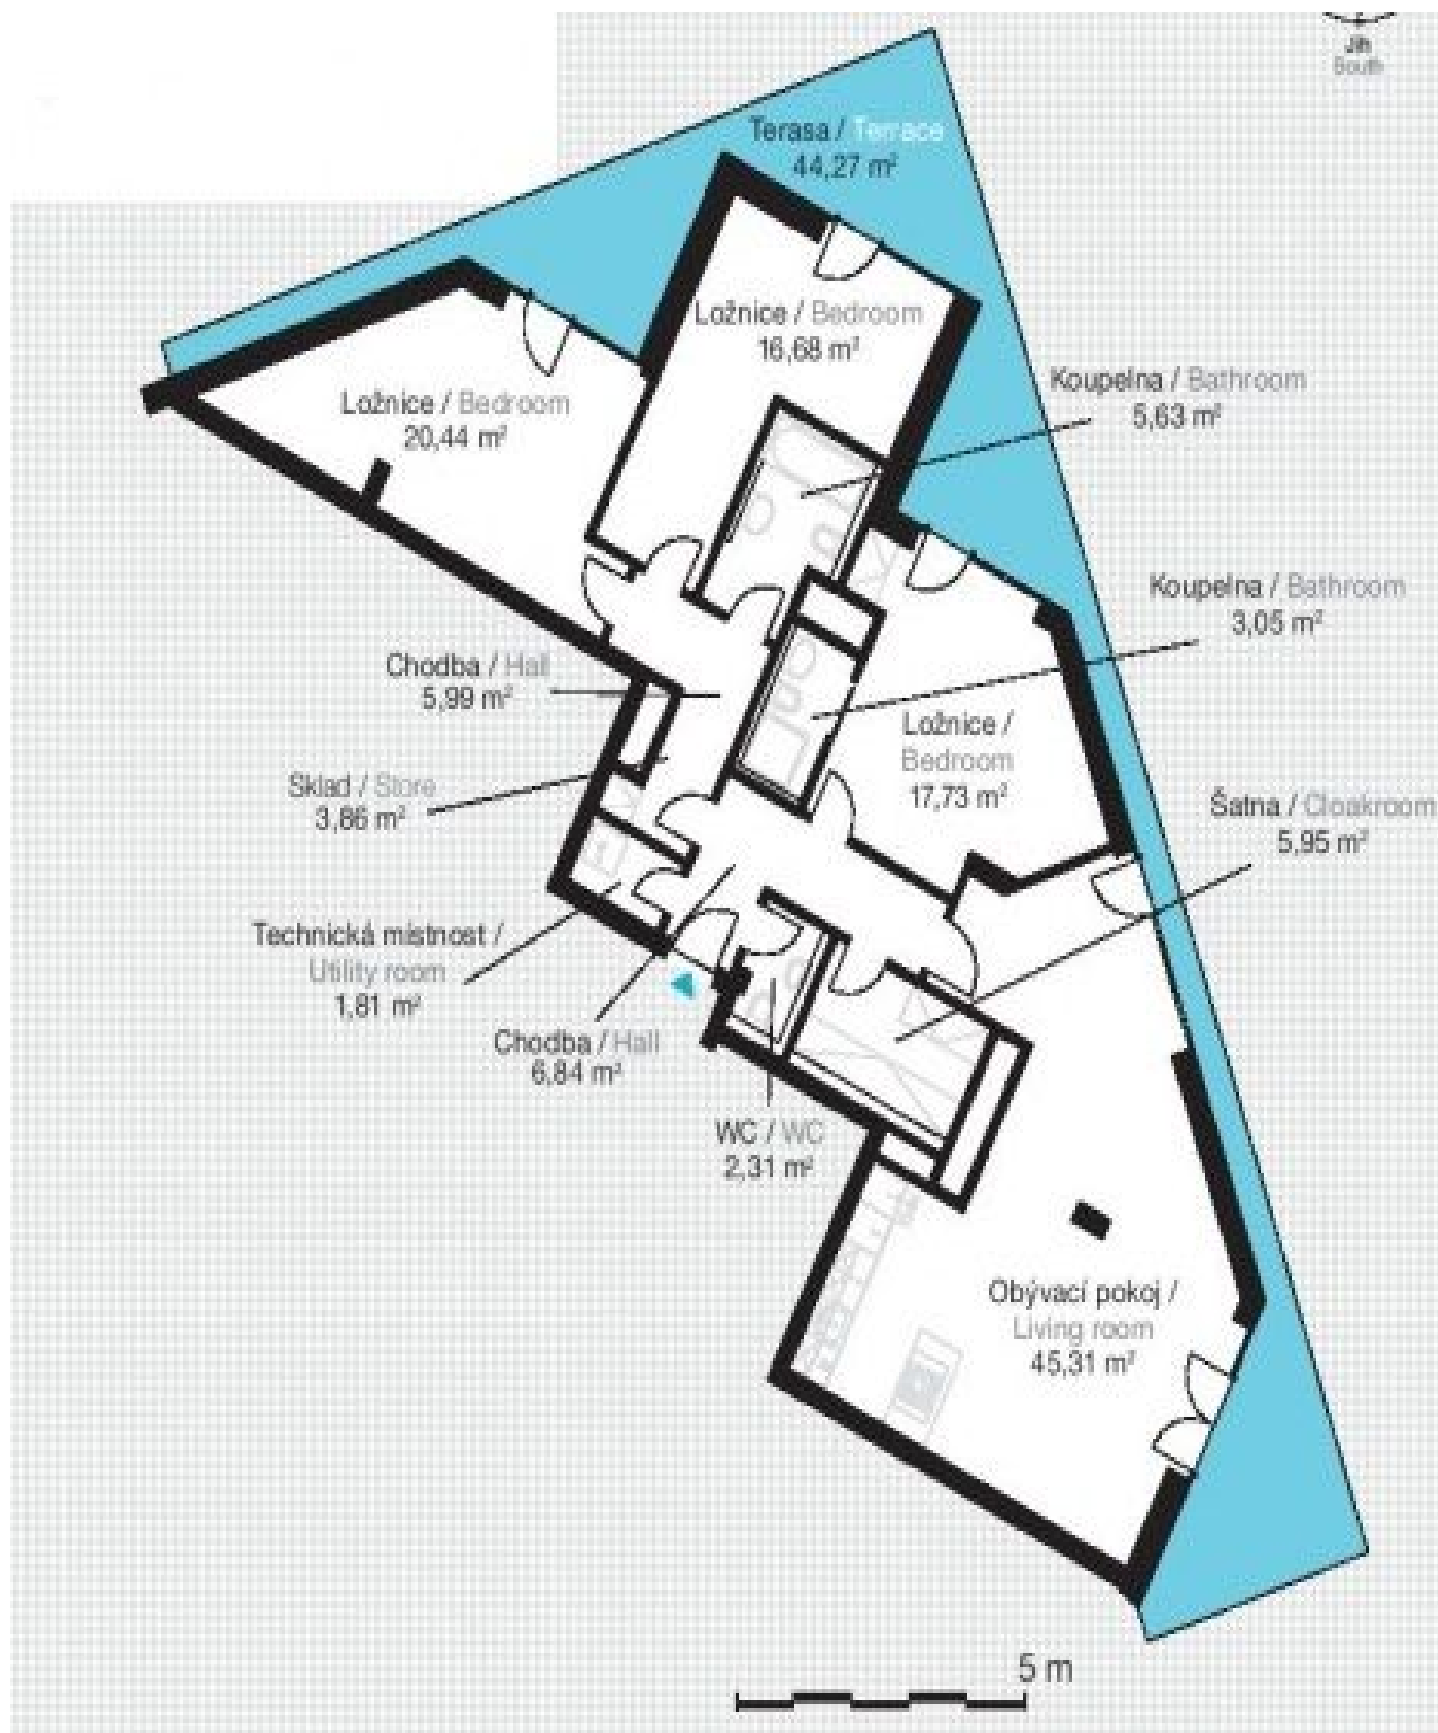 Jih
South
Terasa / Terrace
44,27 m²
Ložnice / Bedroom
16,68 m²
Koupelna / Bathroom
5,63 m²
Ložnice / Bedroom
20,44 m²
Koupelna / Bathroom
3,05 m²
Chodba / Hall
5,99 m²
Ložnice /
Bedroom
17,73 m²
Sklad / Store
3,86 m²
Šatna / Cloakroom
5,95 m²
Technická místnost /
Utility room
1,81 m²
Chodba / Hall
6,84 m²
WC / WC
2,31 m²
Obývací pokoj /
Living room
45,31 m²
5 m